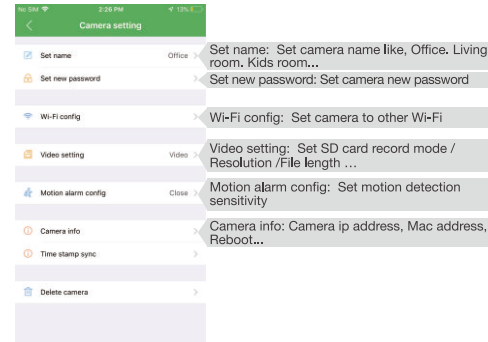 No SIM 2:26 PM 13%
Camera setting
Set name Office
Set name: Set camera name like, Office. Living
room. Kids room...
Set new password
Set new password: Set camera new password
Wi-Fi config
Wi-Fi config: Set camera to other Wi-Fi
Video setting Video
Video setting: Set SD card record mode /
Resolution /File length …
Motion alarm config Close
Motion alarm config: Set motion detection
sensitivity
Camera info
Camera info: Camera ip address, Mac address,
Reboot...
Time stamp sync
Delete camera